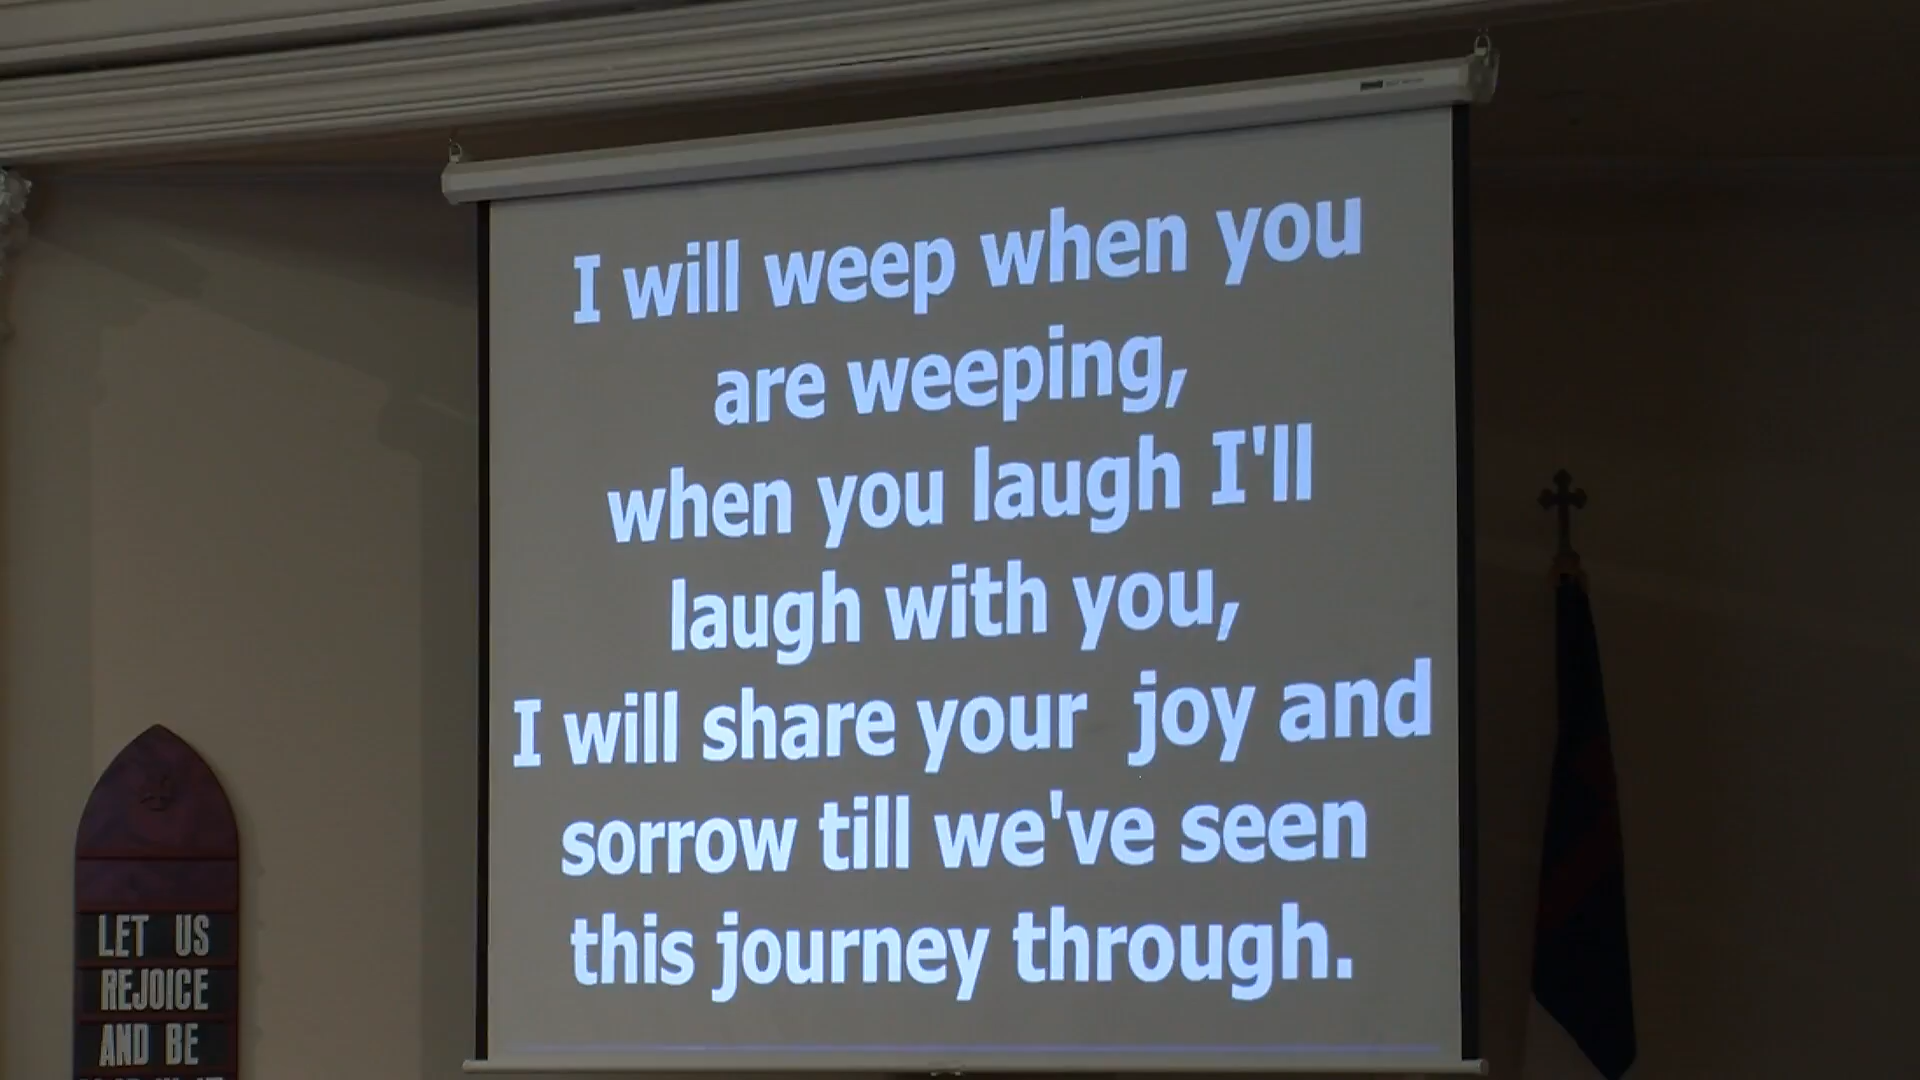 I will weep when you
are weeping,
when you laugh I'll
laugh with you,
I will share your joy and
sorrow till we've seen
this journey through.
LET US
REJOICE
AND BE